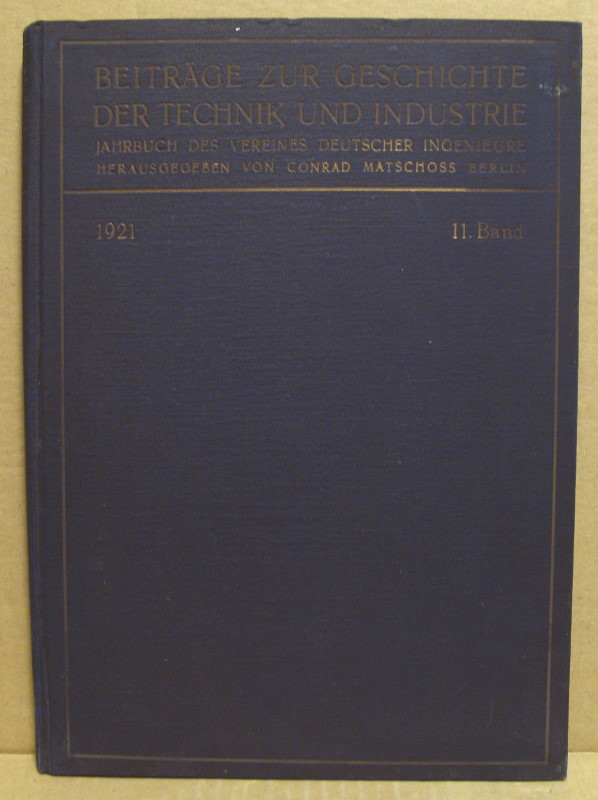 BEITRÄGE ZUR GESCHICHTE
DER TECHNIK UND INDUSTRIE
JAHRBUCH DES VEREINES DEUTSCHER INGENIEURE
HERAUSGEGEBEN VON CONRAD MATSCHOSS BERLIN
1921 11. Band